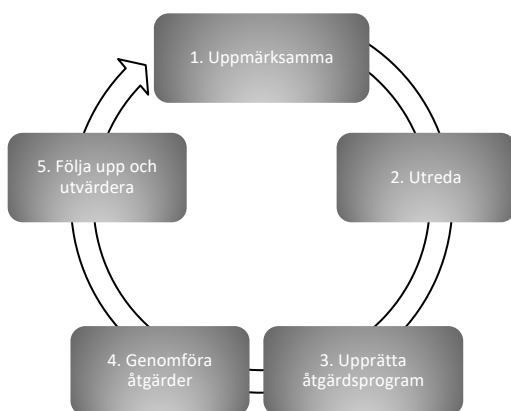 1. Uppmärksamma
2. Utreda
3. Upprätta
åtgärdsprogram
4. Genomföra
åtgärder
5. Följa upp och
utvärdera